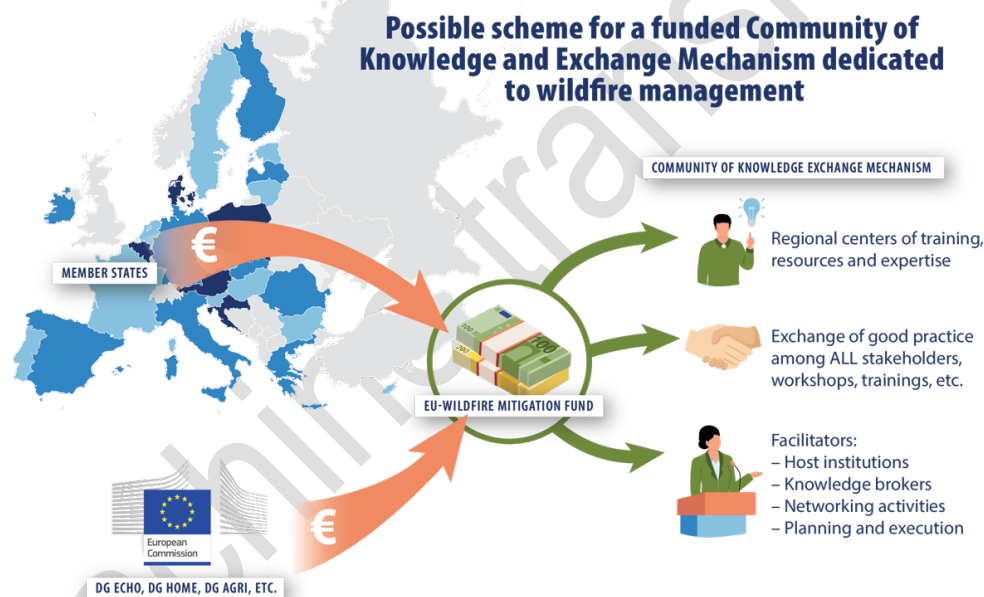 Possible scheme for a funded Community of
Knowledge and Exchange Mechanism dedicated
to wildfire management
COMMUNITY OF KNOWLEDGE EXCHANGE MECHANISM
Regional centers of training,
resources and expertise
€
MEMBER STATES
100
200
100
Exchange of good practice
among ALL stakeholders,
workshops, trainings, etc.
EU-WILDFIRE MITIGATION FUND
Facilitators:
– Host institutions
– Knowledge brokers
– Networking activities
– Planning and execution
€
European
Commission
DG ECHO, DG HOME, DG AGRI, ETC.